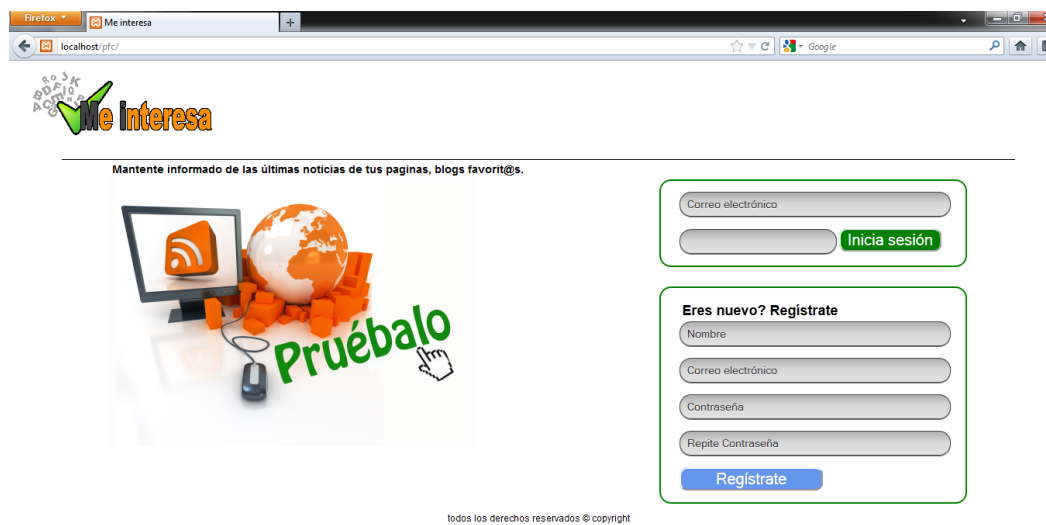 Firefox
Me interesa
localhost/pfc/
Google
Me interesa
Mantente informado de las últimas noticias de tus paginas, blogs favorit@s.
Pruébalo
Correo electrónico
Inicia sesión
Eres nuevo? Regístrate
Nombre
Correo electrónico
Contraseña
Repite Contraseña
Regístrate
todos los derechos reservados © copyright